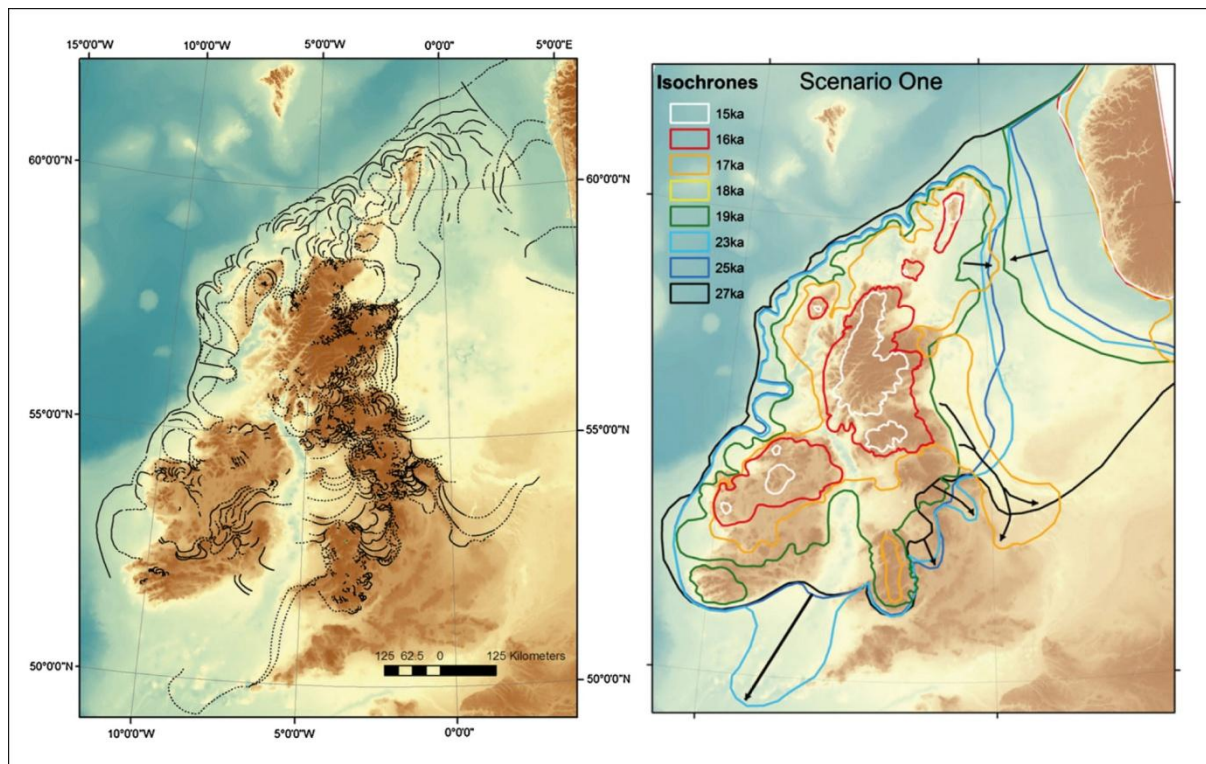 15°0'0"W 10°0'0"W 5°0'0"W 0°0'0" 5°0'0"E
60°0'0"N
60°0'0"N
55°0'0"N
55°0'0"N
50°0'0"N
50°0'0"N
125 62.5 0 125 Kilometers
10°0'0"W 5°0'0"W 0°0'0"
Isochrones
Scenario One
15ka
16ka
17ka
18ka
19ka
23ka
25ka
27ka